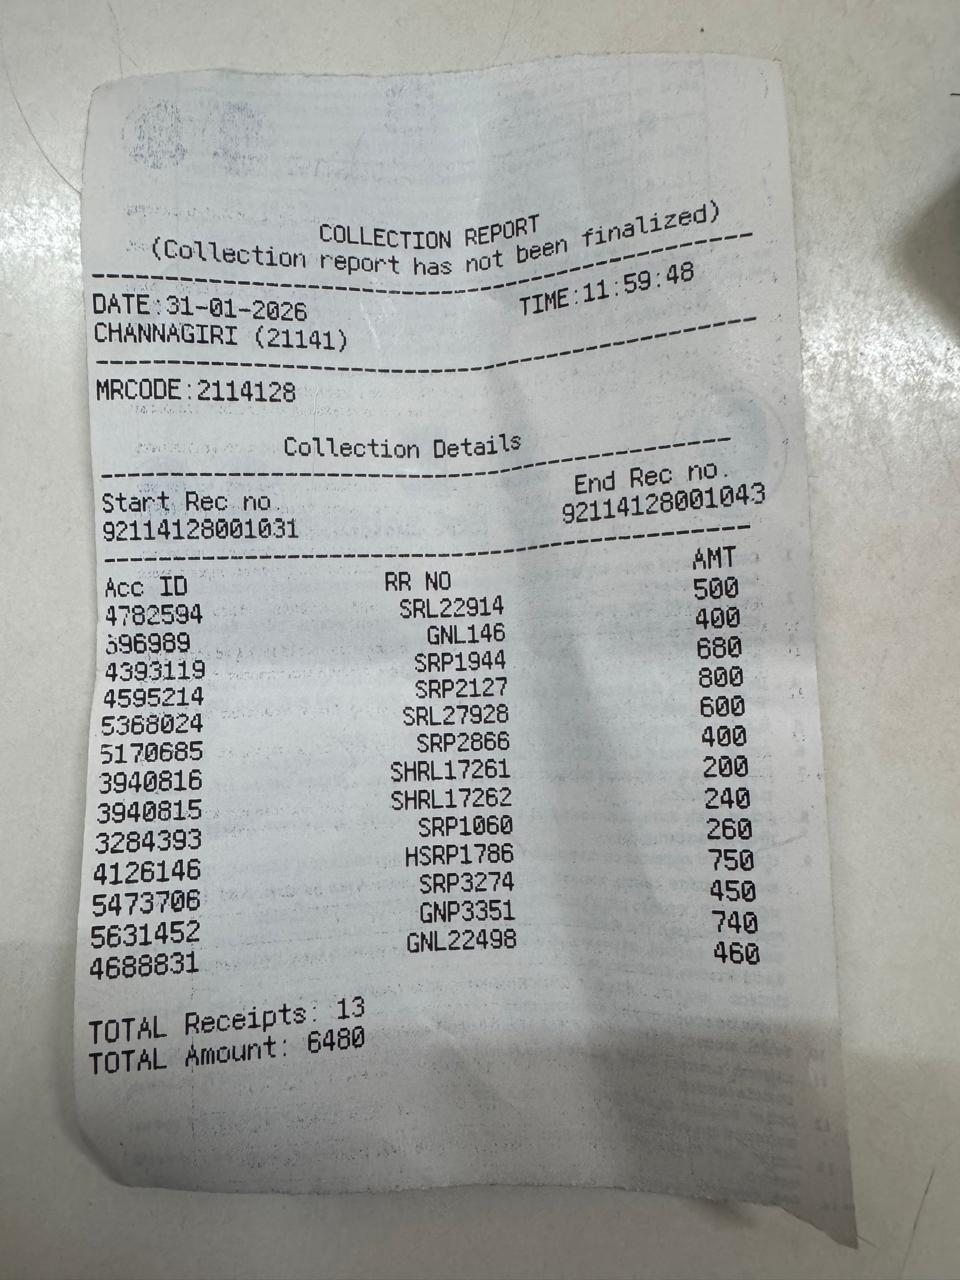 COLLECTION REPORT
(Collection report has not been finalized)
DATE:31-01-2026 TIME:11:59:48
CHANNAGIRI (21141)
MRCODE:2114128
Collection Details
Start Rec no. End Rec no.
92114128001031 92114128001043
Acc ID RR NO AMT
4782594 SRL22914 500
GNL146 400
4393119 SRP1944 680
4595214 SRP2127 800
5368024 SRL27928 600
5170685 SRP2866 400
3940816 SHRL17261 200
3940815 SHRL17262 240
3284393 SRP1060 260
4126146 HSRP1786 750
5473706 SRP3274 450
5631452 GNP3351 740
4688831 GNL22498 460
TOTAL Receipts: 13
TOTAL Amount: 6480